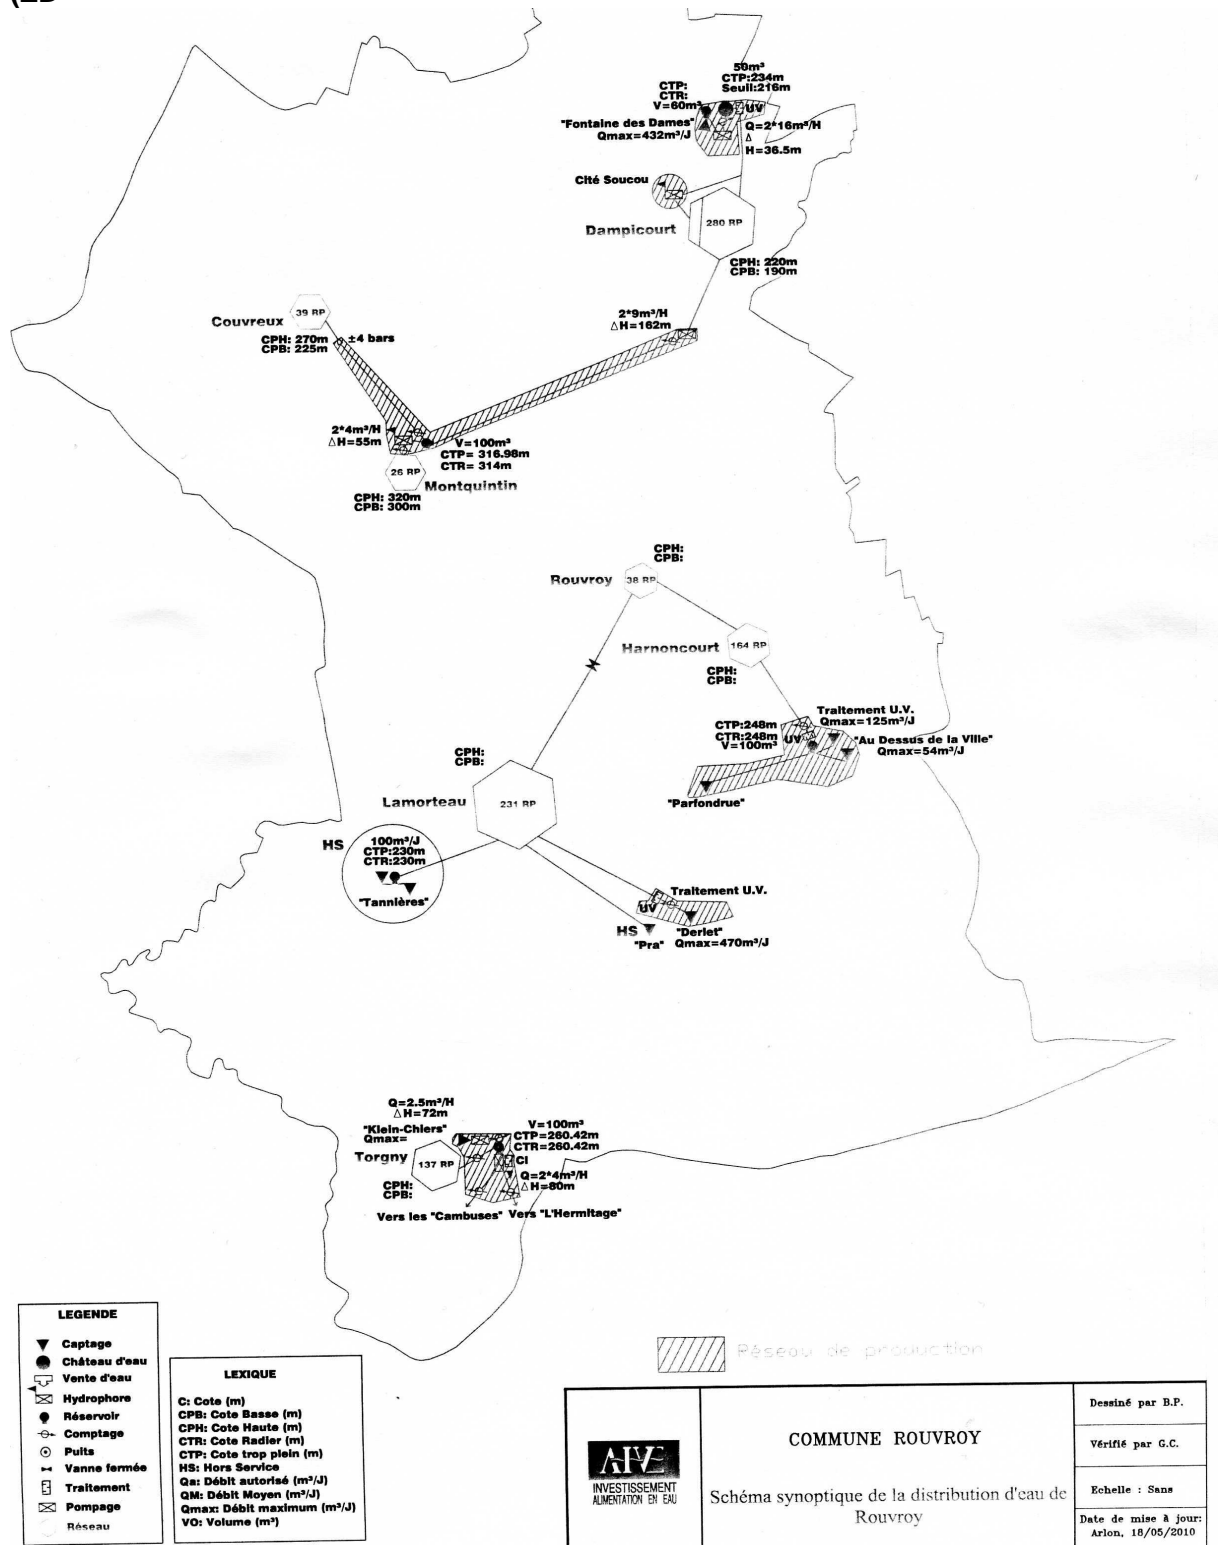 50m³
CTP:234m
Seuil:216m
CTP:
CTR:
V=60m³
UV
"Fontaine des Dames"
Qmax=432m³/J
Q=2*16m³/H
Δ
H=36.5m
Cité Soucou
280 RP
Dampicourt
CPH: 220m
CPB: 190m
39 RP
Couvreux
CPH: 270m
CPB: 225m
±4 bars
2*9m³/H
ΔH=162m
2*4m³/H
ΔH=55m
V=100m³
CTP= 316.98m
CTR= 314m
26 RP
Montquintin
CPH: 320m
CPB: 300m
CPH:
CPB:
Rouvroy
38 RP
Harnoncourt
164 RP
CPH:
CPB:
Traitement U.V.
Qmax=125m³/J
CTP:248m
CTR:248m
V=100m³
UV
"Au Dessus de la Ville"
Qmax=54m³/J
"Parfondrue"
CPH:
CPB:
Lamorteau
231 RP
HS
100m³/J
CTP:230m
CTR:230m
"Tannières"
Traitement U.V.
UV
HS
"Pra"
"Derlet"
Qmax=470m³/J
Q=2.5m³/H
ΔH=72m
"Klein-Chiers"
Qmax=
V=100m³
CTP=260.42m
CTR=260.42m
Torgny
137 RP
Cl
Q=2*4m³/H
ΔH=80m
CPH:
CPB:
Vers les "Cambuses"
Vers "L'Hermitage"
LEGENDE
Captage
Château d'eau
Vente d'eau
Hydrophore
Réservoir
Comptage
Puits
Vanne fermée
Traitement
Pompage
Réseau
LEXIQUE
C: Cote (m)
CPB: Cote Basse (m)
CPH: Cote Haute (m)
CTR: Cote Radier (m)
CTP: Cote trop plein (m)
HS: Hors Service
Qa: Débit autorisé (m³/J)
QM: Débit Moyen (m³/J)
Qmax: Débit maximum (m³/J)
VO: Volume (m³)
Réseau de production
AIVE
INVESTISSEMENT
ALIMENTATION EN EAU
COMMUNE ROUVROY
Schéma synoptique de la distribution d'eau de
Rouvroy
Dessiné par B.P.
Vérifié par G.C.
Echelle : Sans
Date de mise à jour:
Arlon, 18/05/2010